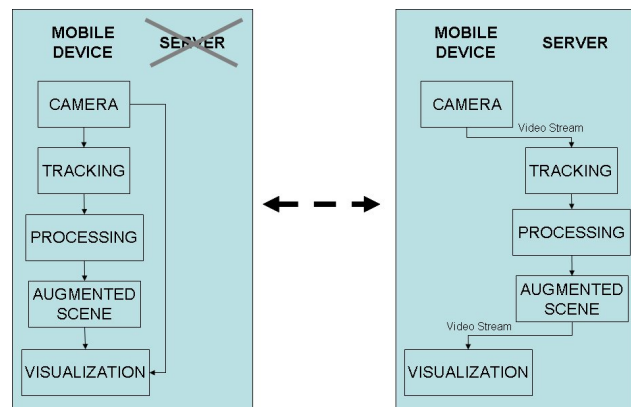 MOBILE
DEVICE
SERVER
CAMERA
TRACKING
PROCESSING
AUGMENTED
SCENE
VISUALIZATION
MOBILE
DEVICE
SERVER
CAMERA
Video Stream
TRACKING
PROCESSING
AUGMENTED
SCENE
Video Stream
VISUALIZATION